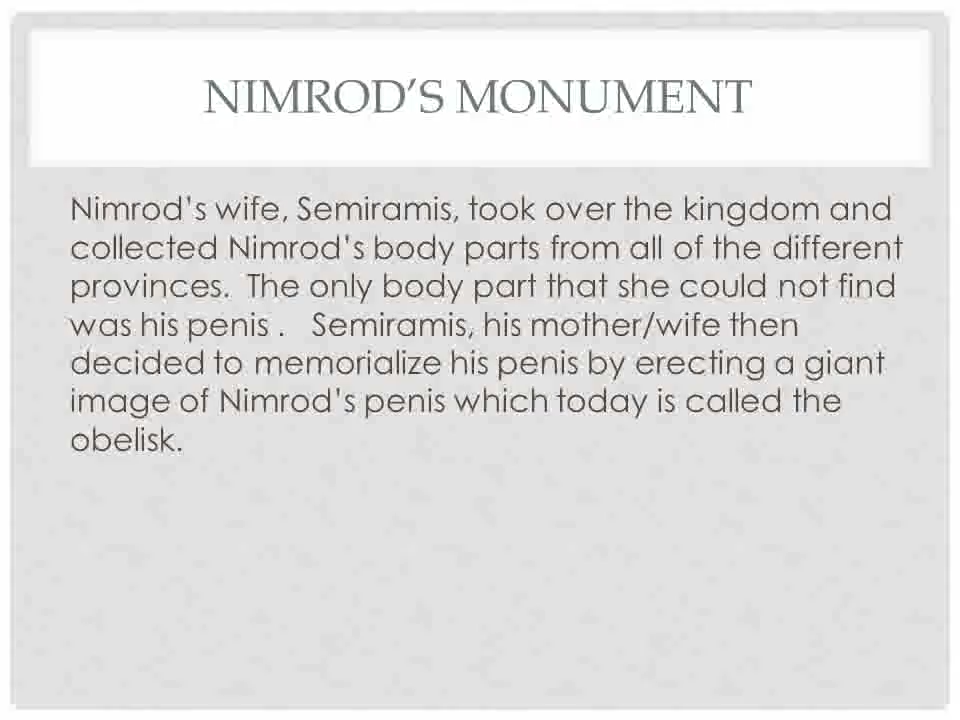 NIMROD'S MONUMENT
Nimrod's wife, Semiramis, took over the kingdom and
collected Nimrod's body parts from all of the different
provinces.  The only body part that she could not find
was his penis .   Semiramis, his mother/wife then
decided to memorialize his penis by erecting a giant
image of Nimrod's penis which today is called the
obelisk.